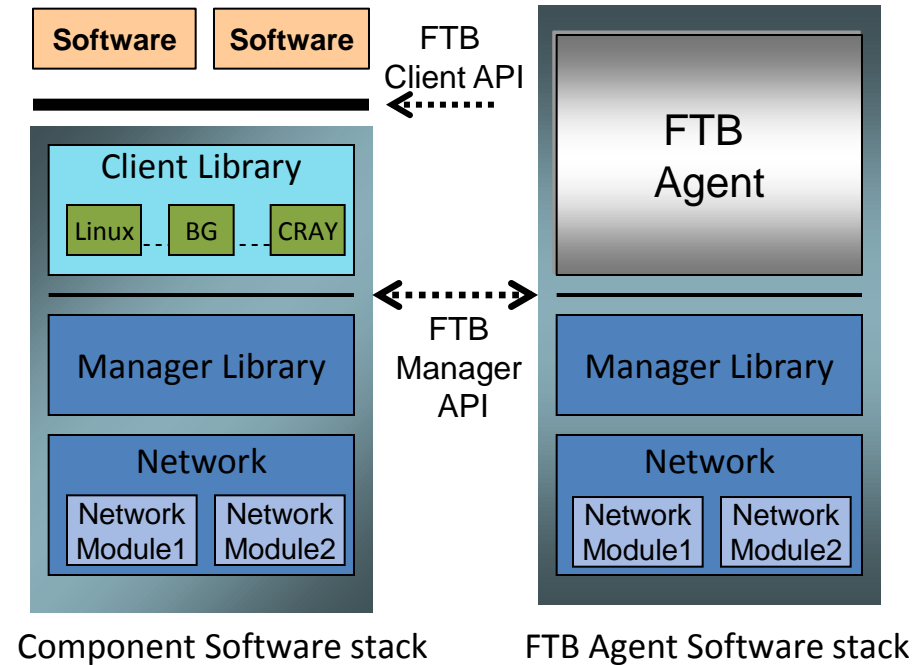 Software
Software
FTB
Client API
Client Library
Linux
BG
CRAY
Manager Library
Network
Network
Module1
Network
Module2
Component Software stack
FTB
Manager
API
FTB
Agent
Manager Library
Network
Network
Module1
Network
Module2
FTB Agent Software stack